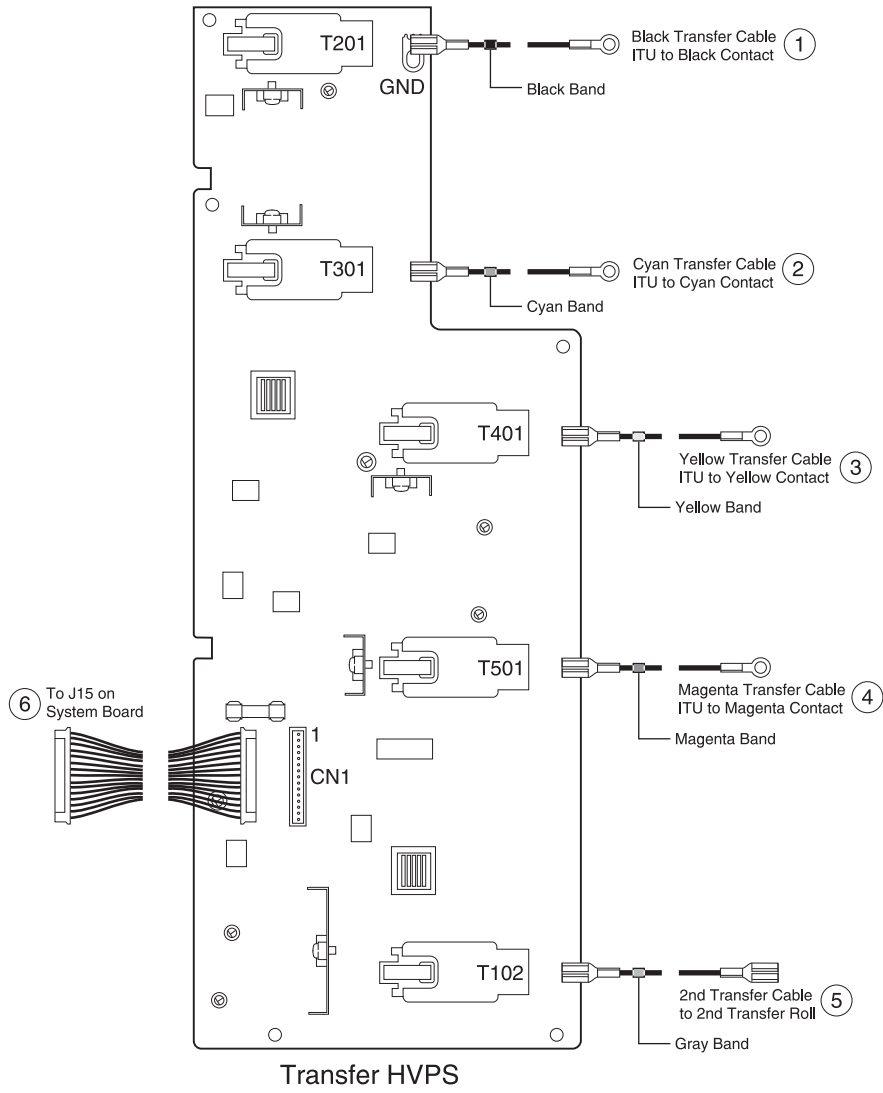 T201
GND
Black Transfer Cable
ITU to Black Contact
1
Black Band
T301
Cyan Transfer Cable
ITU to Cyan Contact
2
Cyan Band
T401
Yellow Transfer Cable
ITU to Yellow Contact
3
Yellow Band
T501
Magenta Transfer Cable
ITU to Magenta Contact
4
Magenta Band
6
To J15 on
System Board
1
CN1
T102
2nd Transfer Cable
to 2nd Transfer Roll
5
Gray Band
Transfer HVPS